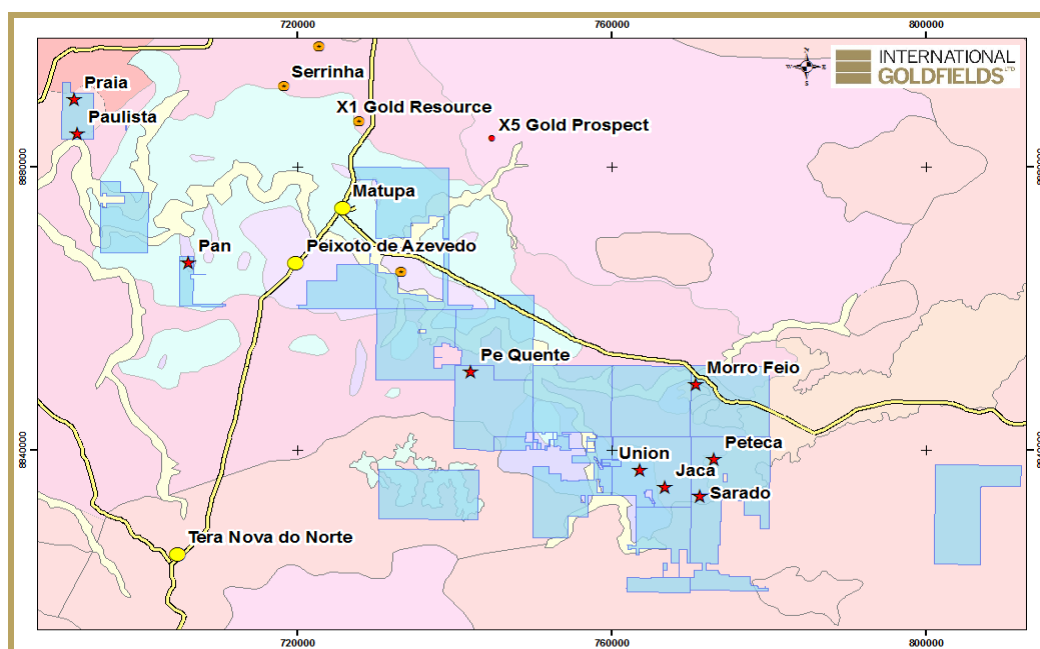 720000
760000
800000
INTERNATIONAL
GOLDFIELDS LTD
N
W
E
S
Serrinha
Praia
X1 Gold Resource
Paulista
X5 Gold Prospect
8880000
8880000
Matupa
Pan
Peixoto de Azevedo
Pe Quente
Morro Feio
8840000
8840000
Peteca
Union
Jaca
Sarado
Tera Nova do Norte
720000
760000
800000